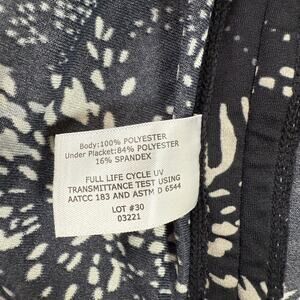 Body:100% POLYESTER
Under Placket:84% POLYESTER
16% SPANDEX
FULL LIFE CYCLE UV
TRANSMITTANCE TEST USING
AATCC 183 AND ASTM D 6544
LOT #30
03221